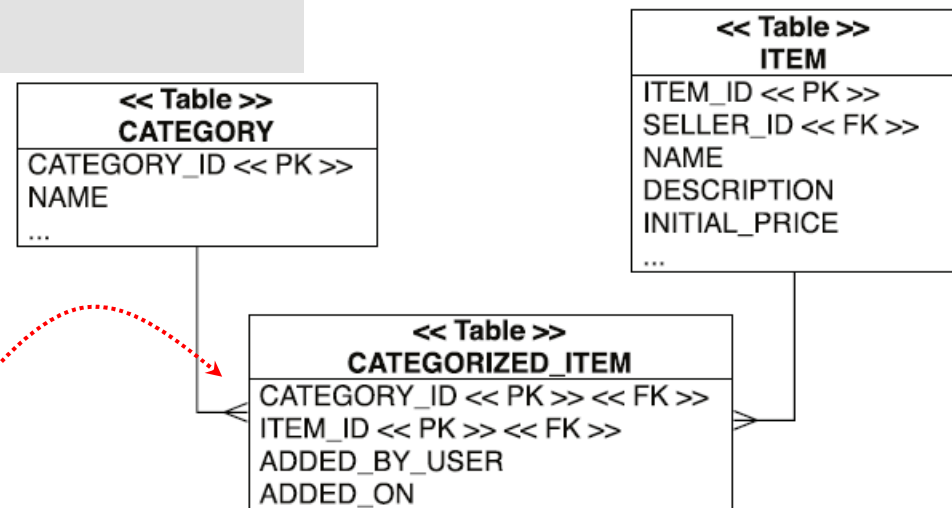 << Table >>
CATEGORY
CATEGORY_ID << PK >>
NAME
...
<< Table >>
ITEM
ITEM_ID << PK >>
SELLER_ID << FK >>
NAME
DESCRIPTION
INITIAL_PRICE
...
<< Table >>
CATEGORIZED_ITEM
CATEGORY_ID << PK >> << FK >>
ITEM_ID << PK >> << FK >>
ADDED_BY_USER
ADDED_ON